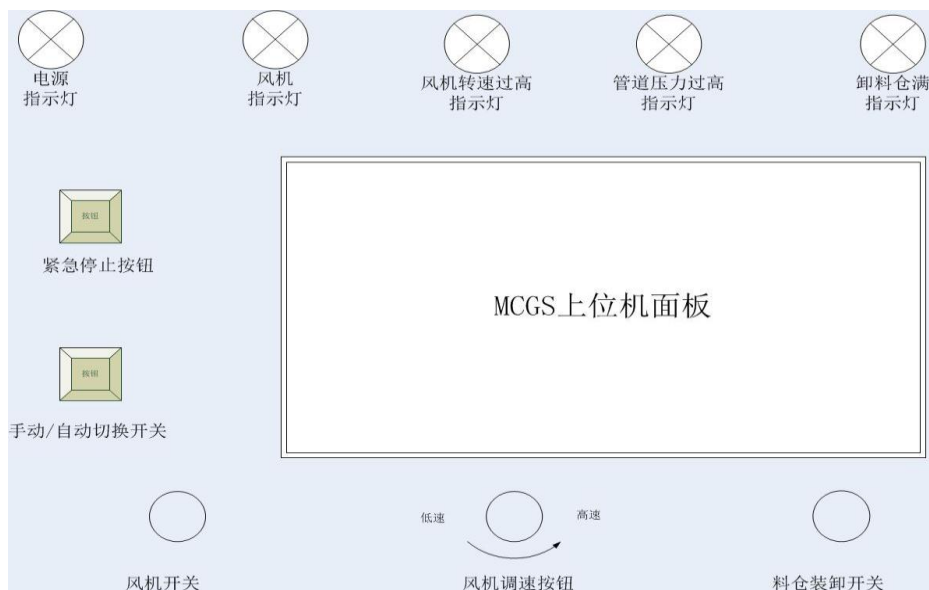 电源
指示灯
风机
指示灯
风机转速过高
指示灯
管道压力过高
指示灯
卸料仓满
指示灯
按钮
紧急停止按钮
MCGS上位机面板
按钮
手动/自动切换开关
低速
高速
风机开关
风机调速按钮
料仓装卸开关